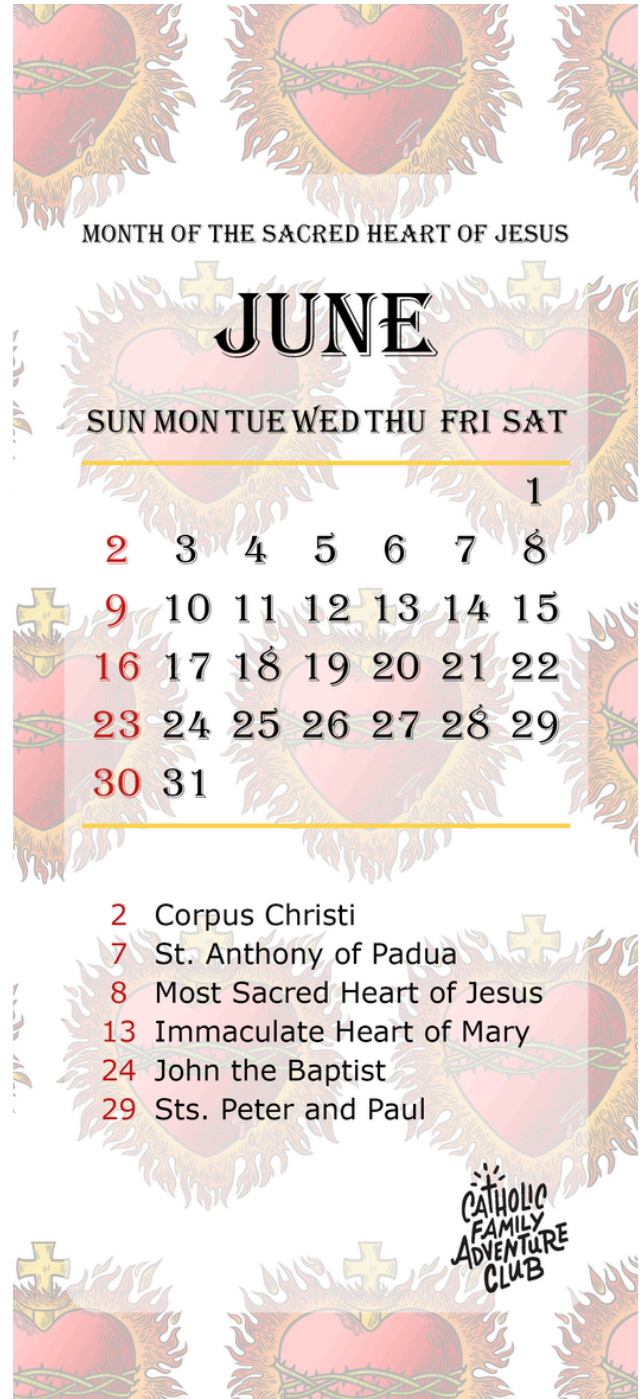 MONTH OF THE SACRED HEART OF JESUS
JUNE
SUN MON TUE WED THU FRI SAT
1
2 3 4 5 6 7 8
9 10 11 12 13 14 15
16 17 18 19 20 21 22
23 24 25 26 27 28 29
30 31
2 Corpus Christi
7 St. Anthony of Padua
8 Most Sacred Heart of Jesus
13 Immaculate Heart of Mary
24 John the Baptist
29 Sts. Peter and Paul
CATHOLIC
FAMILY
ADVENTURE
CLUB